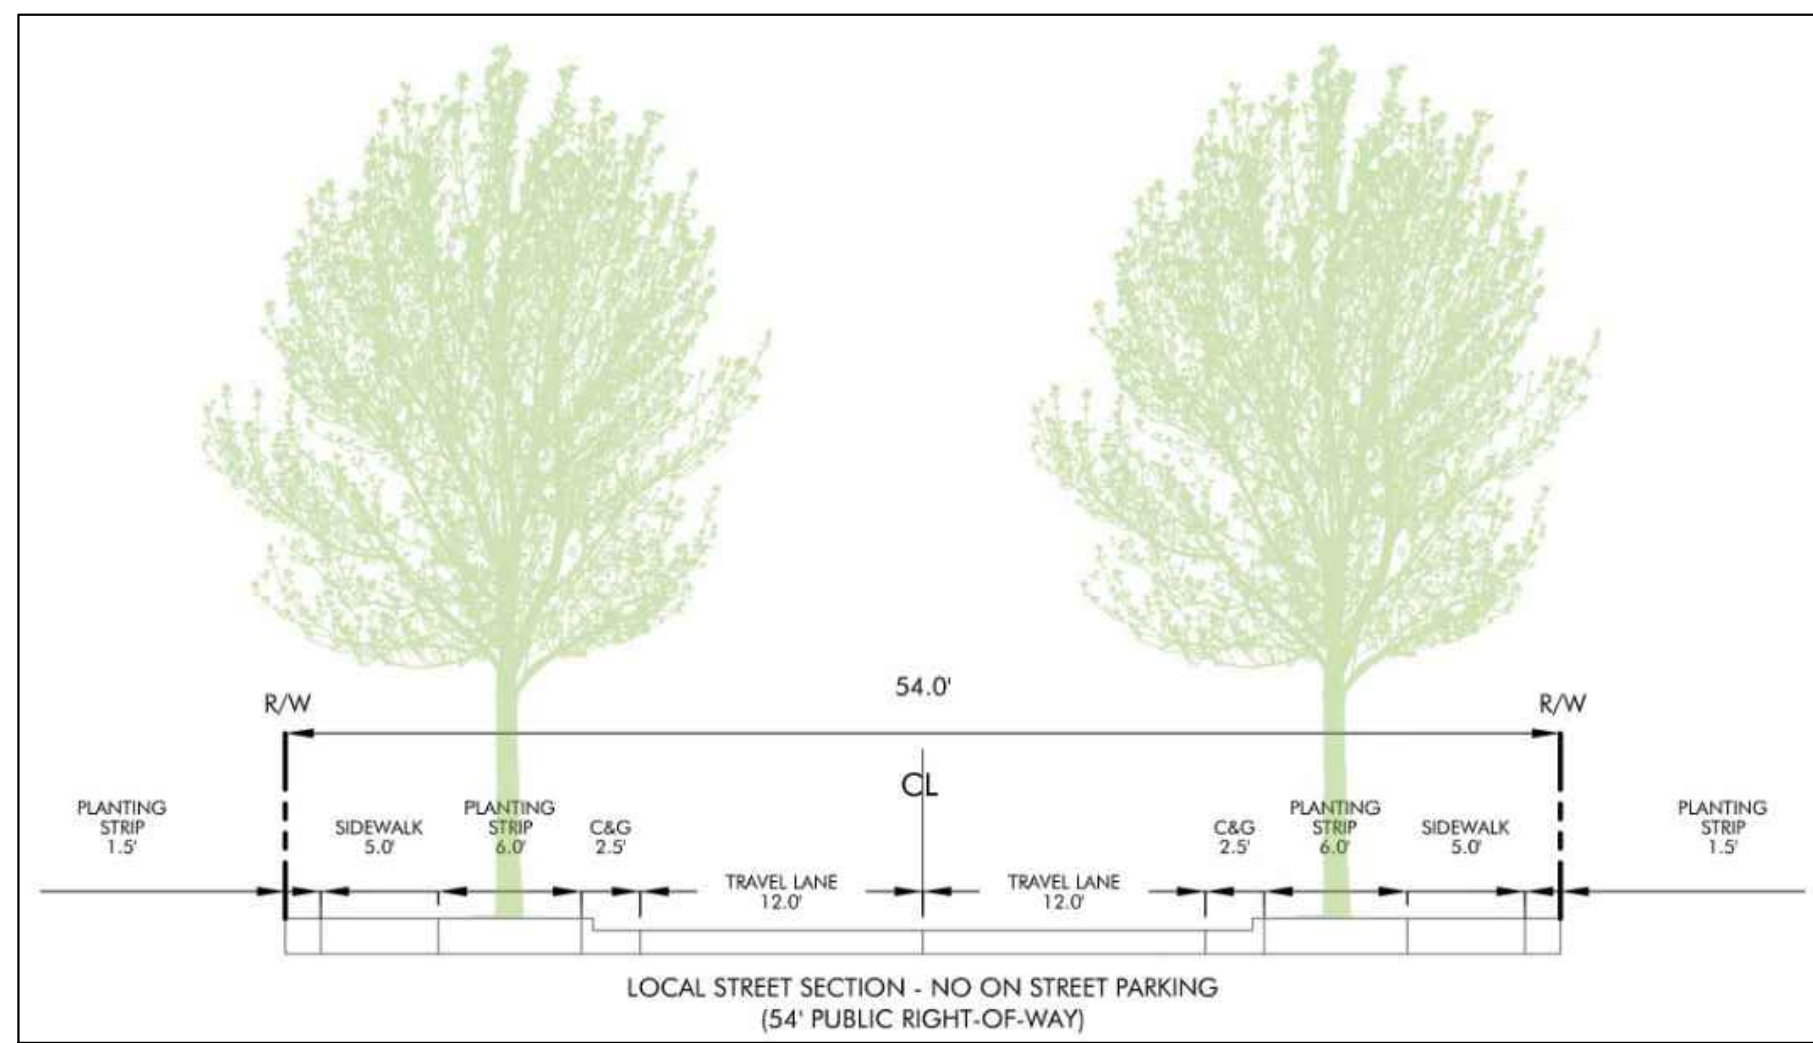 54.0'
R/W
R/W
CL
PLANTING
STRIP
1.5'
SIDEWALK
5.0'
PLANTING
STRIP
6.0'
C&G
2.5'
TRAVEL LANE
12.0'
TRAVEL LANE
12.0'
C&G
2.5'
PLANTING
STRIP
6.0'
SIDEWALK
5.0'
PLANTING
STRIP
1.5'
LOCAL STREET SECTION - NO ON STREET PARKING
(54' PUBLIC RIGHT-OF-WAY)